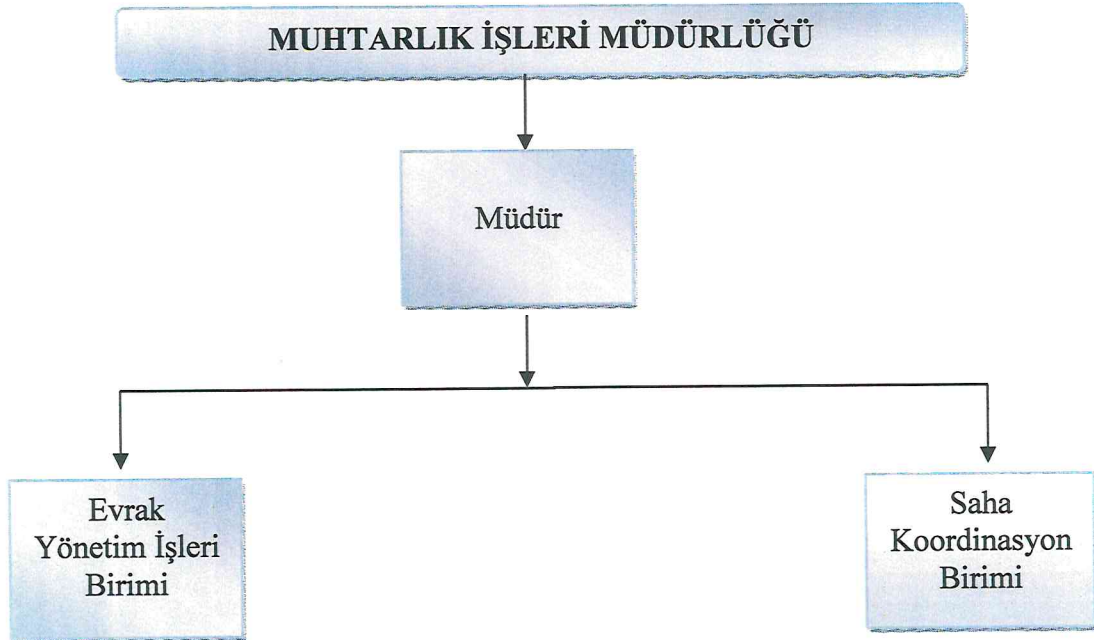 MUHTARLIK İŞLERİ MÜDÜRLÜĞÜ
Müdür
Evrak
Yönetim İşleri
Birimi
Saha
Koordinasyon
Birimi